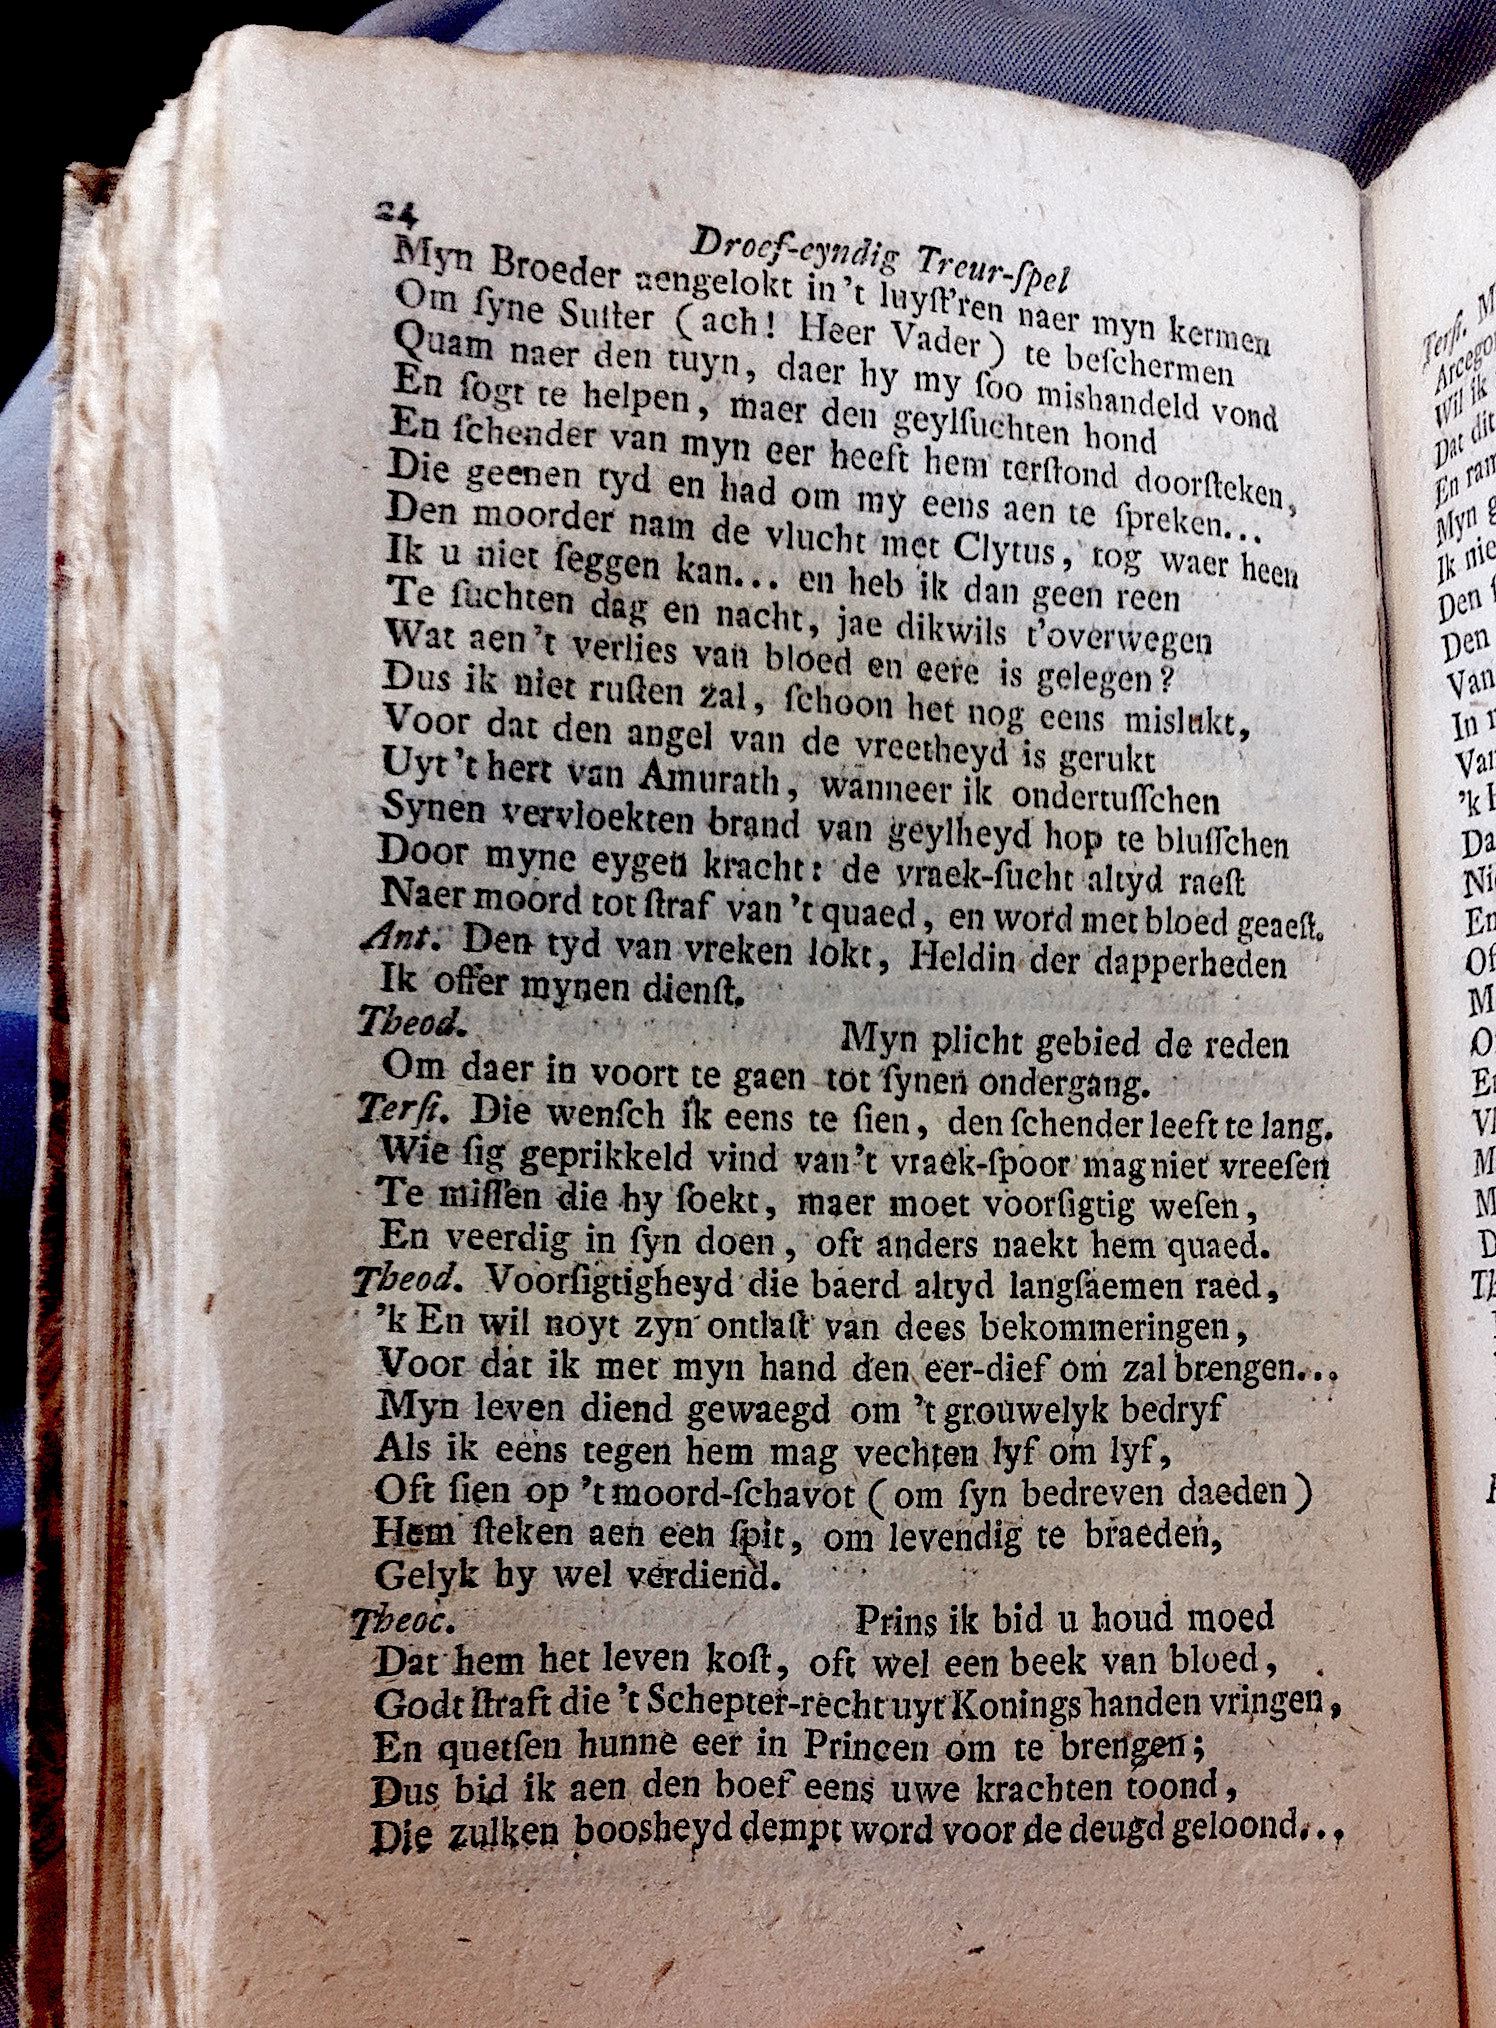 24
Droef-eyndig Treur-ſpel
Myn Broeder aengelokt in 't luyſt'ren naer myn kermen
Om ſyne Suſter (ach! Heer Vader) te beſchermen
Quam naer den tuyn, daer hy my ſoo mishandeld vond
En ſogt te helpen, maer den geylſuchten hond
En ſchender van myn eer heeft hem terſtond doorſteken,
Die geenen tyd en had om my eens aen te ſpreken...
Den moorder nam de vlucht met Clytus, tog waer heen
Ik u niet ſeggen kan... en heb ik dan geen reen
Te ſuchten dag en nacht, jae dikwils t'overwegen
Wat aen 't verlies van bloed en eere is gelegen?
Dus ik niet ruſten zal, ſchoon het nog eens mislukt,
Voor dat den angel van de vreetheyd is gerukt
Uyt 't hert van Amurath, wanneer ik ondertuſſchen
Synen vervloekten brand van geylheyd hop te bluſſchen
Door myne eygen kracht: de vraek-ſucht altyd raeſt
Naer moord tot ſtraf van 't quaed, en word met bloed geaeſt.
Ant. Den tyd van vreken lokt, Heldin der dapperheden
Ik offer mynen dienſt.
Theod. Myn plicht gebied de reden
Om daer in voort te gaen tot ſynen ondergang.
Terſi. Die wenſch ik eens te ſien, den ſchender leeft te lang.
Wie ſig geprikkeld vind van 't vraek-ſpoor mag niet vreeſen
Te miſſen die hy ſoekt, maer moet voorſigtig weſen,
En veerdig in ſyn doen, oft anders naekt hem quaed.
Theod. Voorſigtigheyd die baerd altyd langſaemen raed,
'k En wil noyt zyn ontlaſt van dees bekommeringen,
Voor dat ik met myn hand den eer-dief om zal brengen...
Myn leven diend gewaegd om 't grouwelyk bedryf
Als ik eens tegen hem mag vechten lyf om lyf,
Oft ſien op 't moord-ſchavot (om ſyn bedreven daeden)
Hem ſteken aen een ſpit, om levendig te braeden,
Gelyk hy wel verdiend.
Theoc. Prins ik bid u houd moed
Dat hem het leven koſt, oft wel een beek van bloed,
Godt ſtraft die 't Schepter-recht uyt Konings handen vringen,
En quetſen hunne eer in Princen om te brengen;
Dus bid ik aen den boef eens uwe krachten toond,
Die zulken boosheyd dempt word voor de deugd geloond...